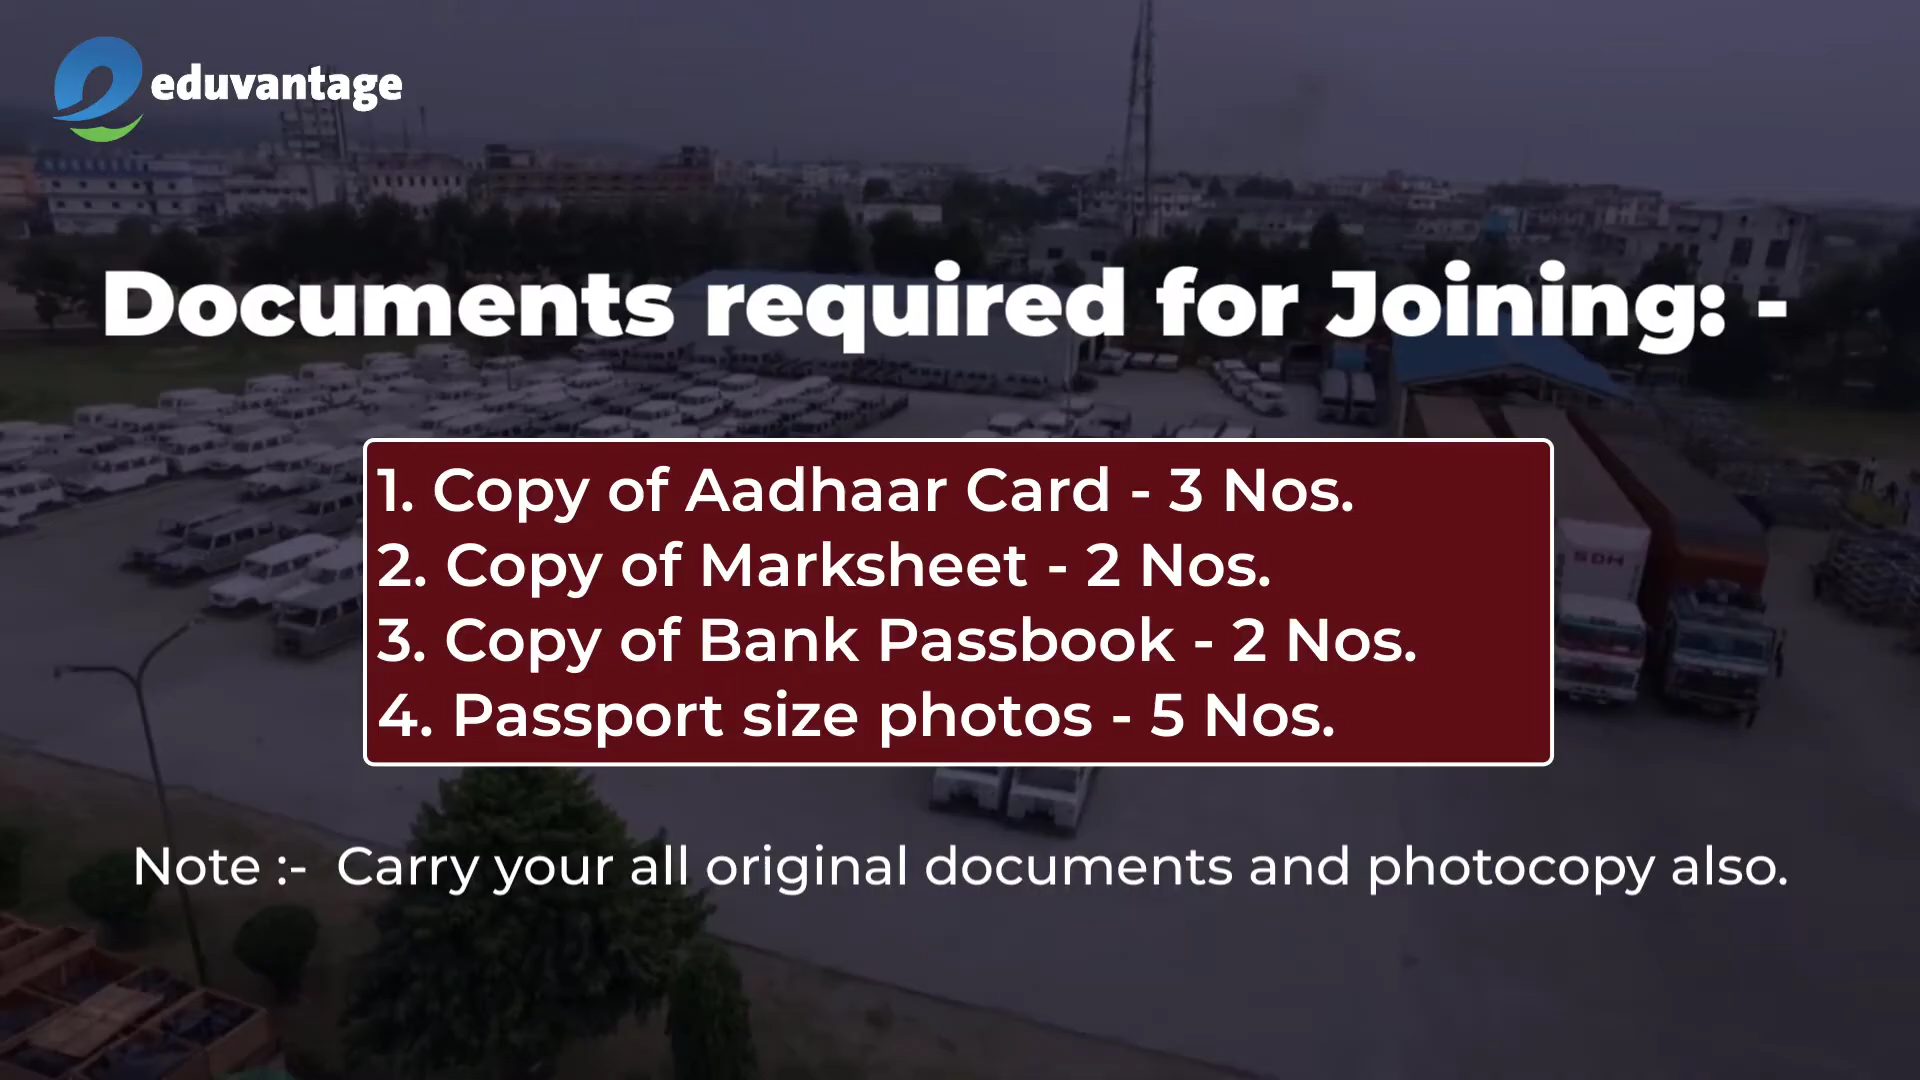 eduvantage
Documents required for Joining: -
1. Copy of Aadhaar Card - 3 Nos.
2. Copy of Marksheet - 2 Nos.
3. Copy of Bank Passbook - 2 Nos.
4. Passport size photos - 5 Nos.
SDH
Note :-  Carry your all original documents and photocopy also.